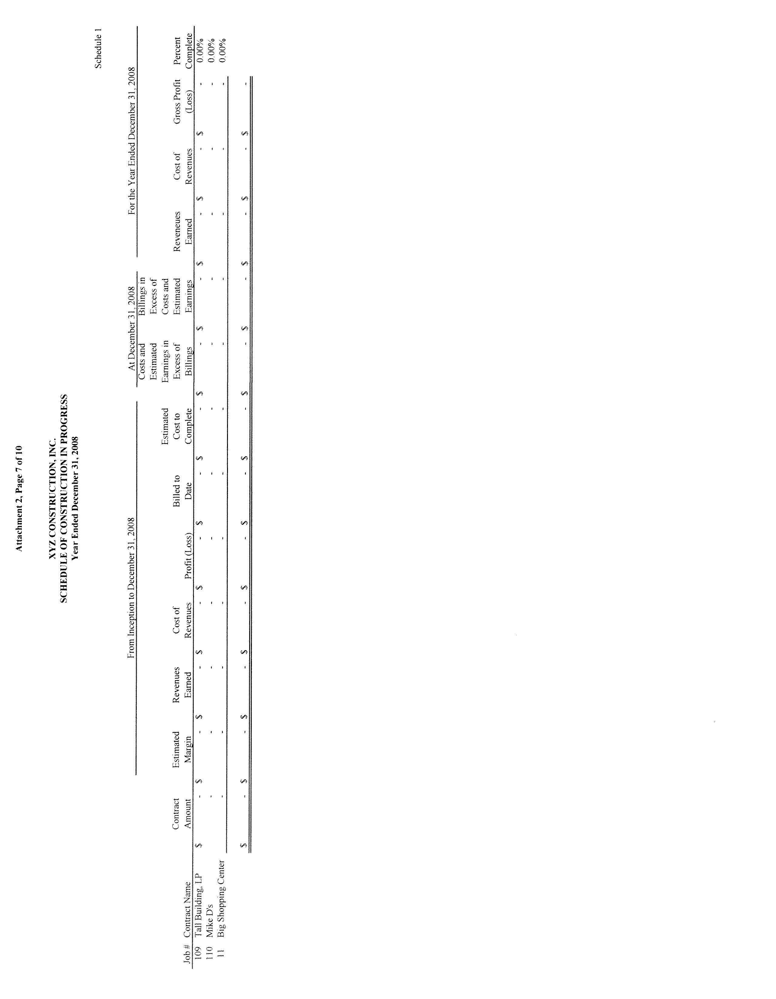 Attachment 2, Page 7 of 10
XYZ CONSTRUCTION, INC.
SCHEDULE OF CONSTRUCTION IN PROGRESS
Year Ended December 31, 2008
Schedule 1
From Inception to December 31, 2008 At December 31, 2008 For the Year Ended December 31, 2008
Costs and Billings in
Estimated Excess of
Estimated Earnings in Costs and
Contract Estimated Revenues Cost of Billed to Cost to Excess of Estimated Reveneues Cost of Gross Profit Percent
Job # Contract Name Amount Margin Earned Revenues Profit (Loss) Date Complete Billings Earnings Earned Revenues (Loss) Complete
109 Tall Building, LP $ - $ - $ - $ - $ - $ - $ - $ - $ - $ - $ - $ - 0.00%
110 Mike D's - - - - - - - - - - - - 0.00%
11 Big Shopping Center - - - - - - - - - - - - 0.00%
$ - $ - $ - $ - $ - $ - $ - $ - $ - $ - $ - $ -